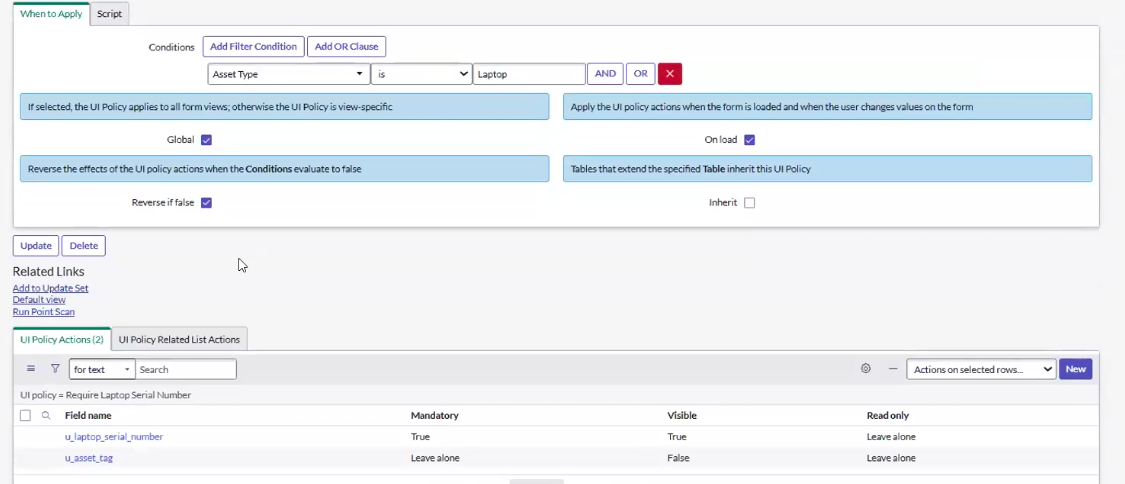 When to Apply Script
Conditions Add Filter Condition Add OR Clause
Asset Type is Laptop AND OR
If selected, the UI Policy applies to all form views; otherwise the UI Policy is view-specific
Apply the UI policy actions when the form is loaded and when the user changes values on the form
Global On load
Reverse the effects of the UI policy actions when the Conditions evaluate to false
Tables that extend the specified Table inherit this UI Policy
Reverse if false Inherit
Update Delete
Related Links
Add to Update Set
Default view
Run Point Scan
UI Policy Actions (2) UI Policy Related List Actions
for text Search Actions on selected rows... New
UI policy = Require Laptop Serial Number
Field name Mandatory Visible Read only
u_laptop_serial_number True True Leave alone
u_asset_tag Leave alone False Leave alone